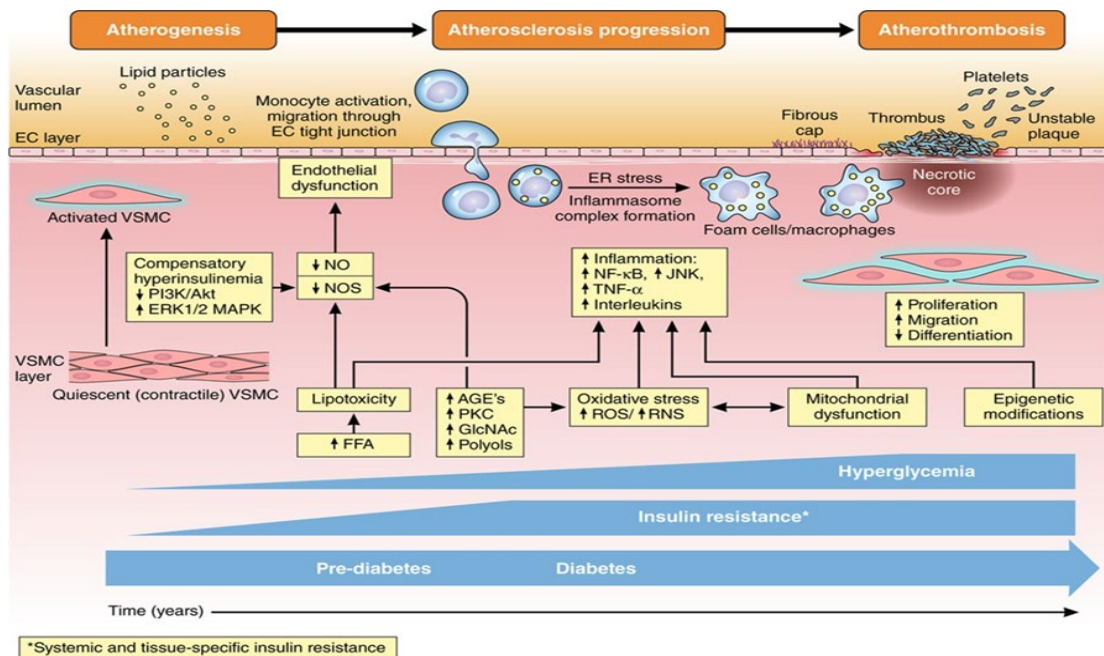 Atherogenesis
Atherosclerosis progression
Atherothrombosis
Lipid particles
Vascular
lumen
EC layer
Monocyte activation,
migration through
EC tight junction
Platelets
Fibrous
cap
Thrombus
Unstable
plaque
Endothelial
dysfunction
ER stress
Inflammasome
complex formation
Necrotic
core
Foam cells/macrophages
Activated VSMC
Compensatory
hyperinsulinemia
↓ PI3K/Akt
↑ ERK1/2 MAPK
↓ NO
↓ NOS
↑ Inflammation:
↑ NF-κB, ↑ JNK,
↑ TNF-α
↑ Interleukins
↑ Proliferation
↑ Migration
↓ Differentiation
VSMC
layer
Quiescent (contractile) VSMC
Lipotoxicity
↑ FFA
↑ AGE's
↑ PKC
↑ GlcNAc
↑ Polyols
Oxidative stress
↑ ROS/ ↑ RNS
Mitochondrial
dysfunction
Epigenetic
modifications
Hyperglycemia
Insulin resistance*
Pre-diabetes
Diabetes
Time (years)
*Systemic and tissue-specific insulin resistance